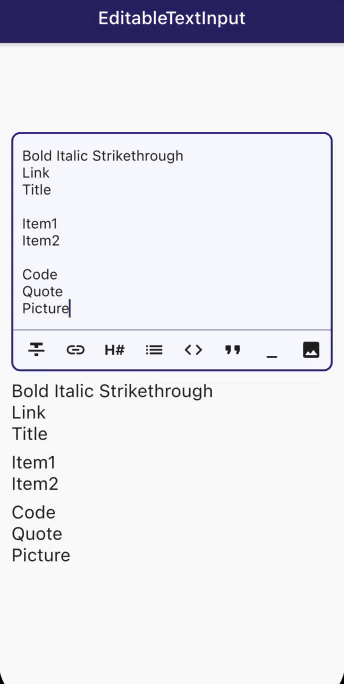 EditableTextInput
Bold Italic Strikethrough
Link
Title
Item1
Item2
Code
Quote
Picture
H#
Bold Italic Strikethrough
Link
Title
Item1
Item2
Code
Quote
Picture